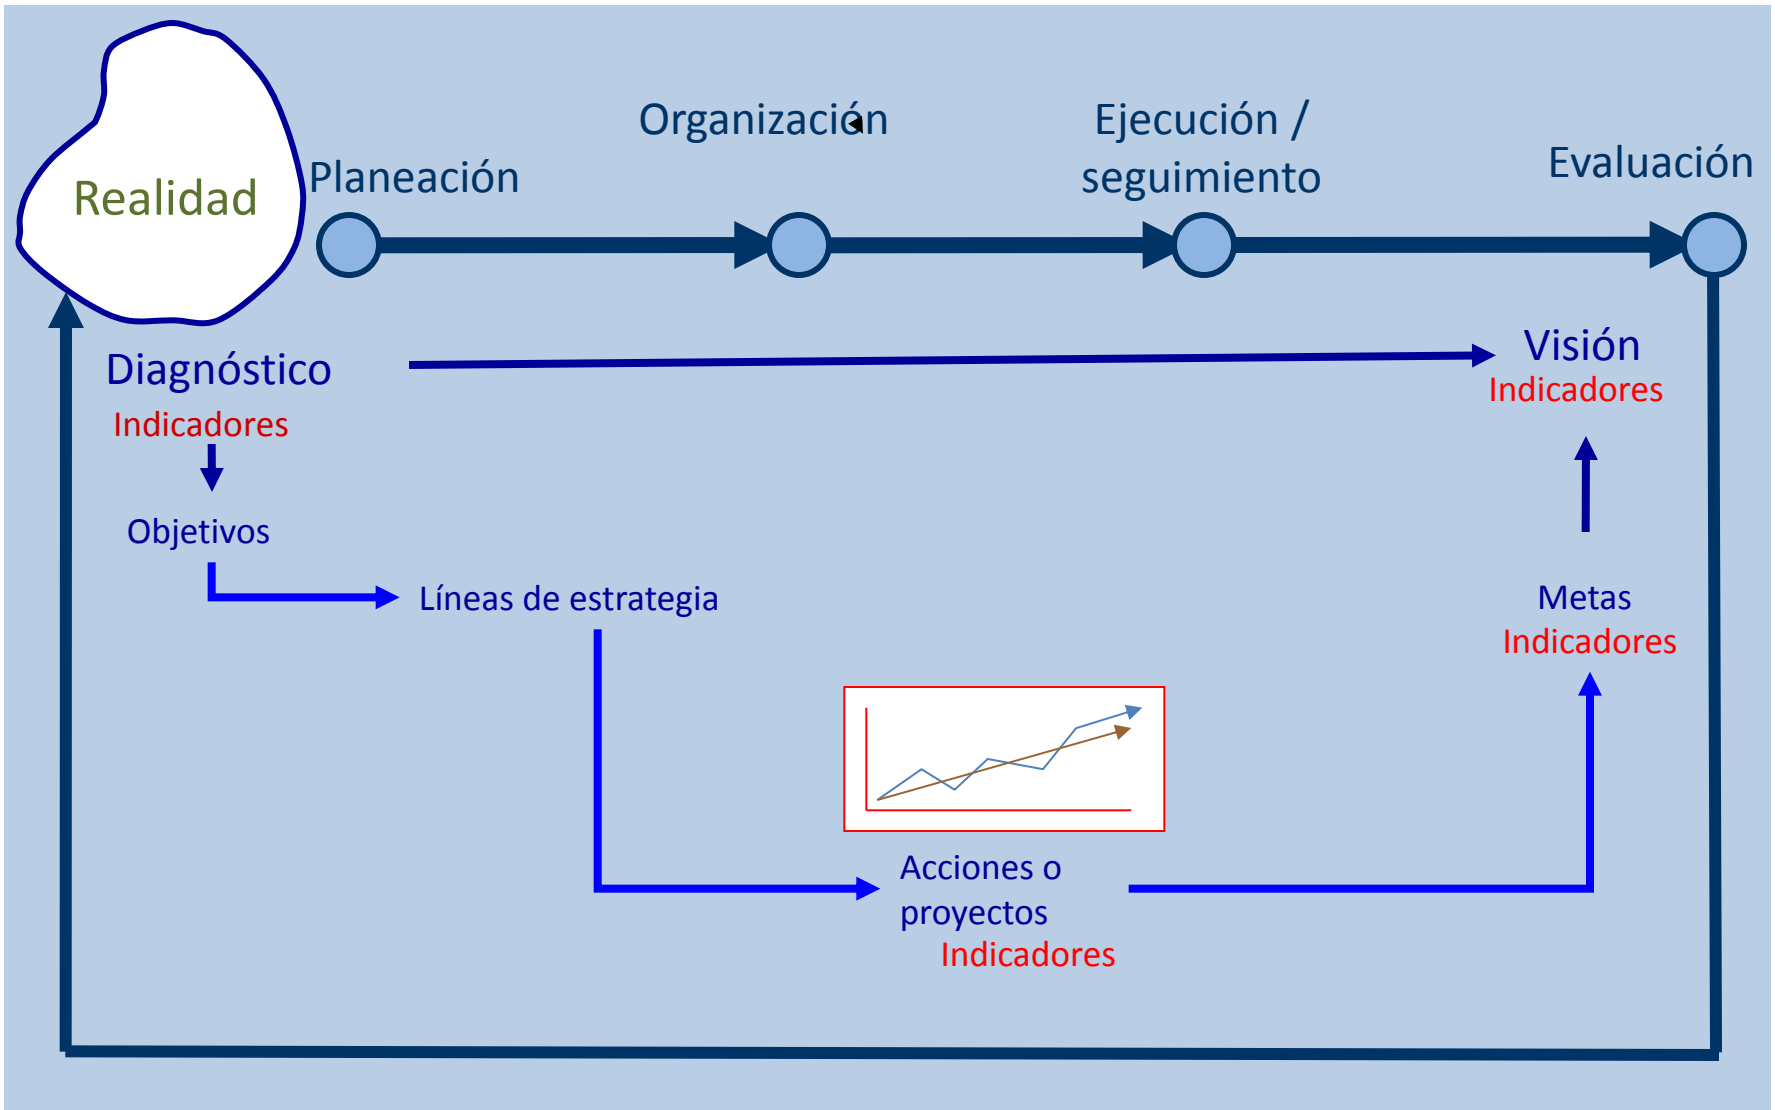 Realidad
Planeación
Organización
Ejecución /
seguimiento
Evaluación
Diagnóstico
Indicadores
Visión
Indicadores
Objetivos
Líneas de estrategia
Metas
Indicadores
Acciones o
proyectos
Indicadores